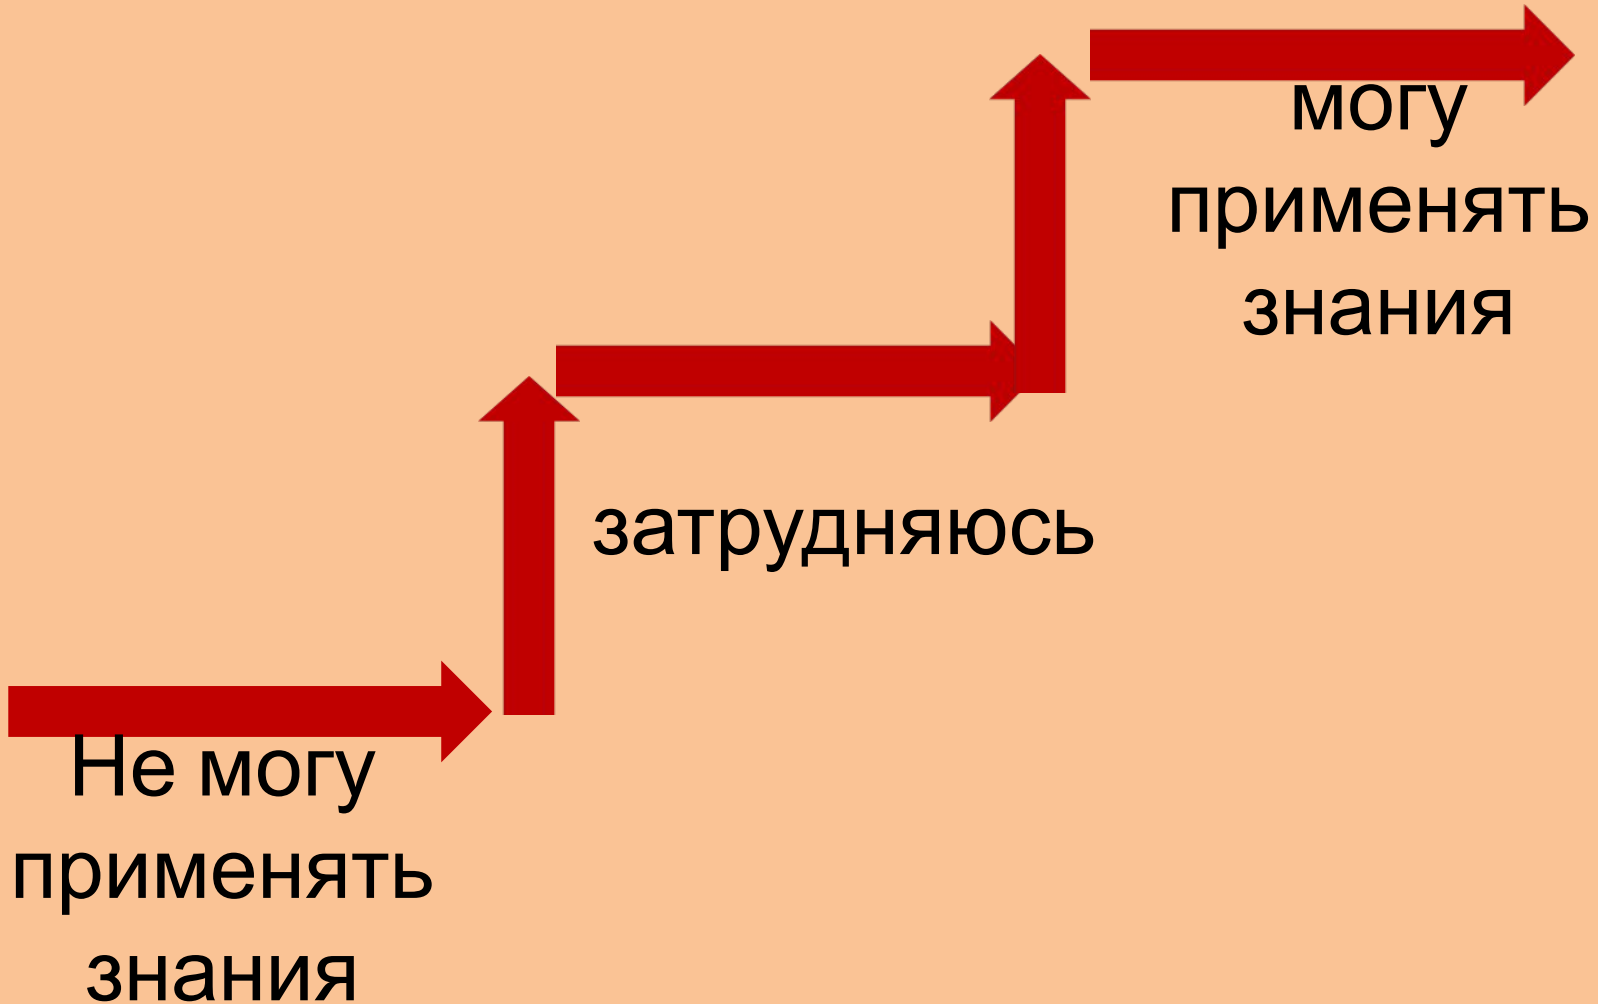 могу
применять
знания
затрудняюсь
Не могу
применять
знания